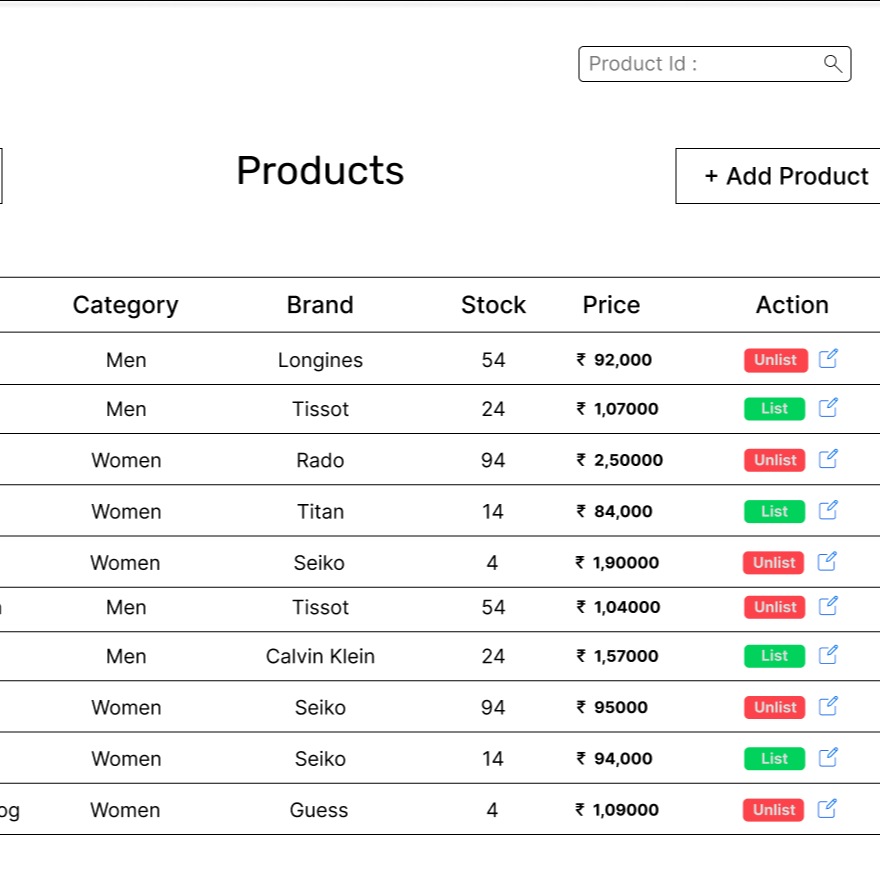 Product Id :
Products
+ Add Product
Category Brand Stock Price Action
Men Longines 54 ₹ 92,000 Unlist
Men Tissot 24 ₹ 1,07000 List
Women Rado 94 ₹ 2,50000 Unlist
Women Titan 14 ₹ 84,000 List
Women Seiko 4 ₹ 1,90000 Unlist
Men Tissot 54 ₹ 1,04000 Unlist
Men Calvin Klein 24 ₹ 1,57000 List
Women Seiko 94 ₹ 95000 Unlist
Women Seiko 14 ₹ 94,000 List
og Women Guess 4 ₹ 1,09000 Unlist